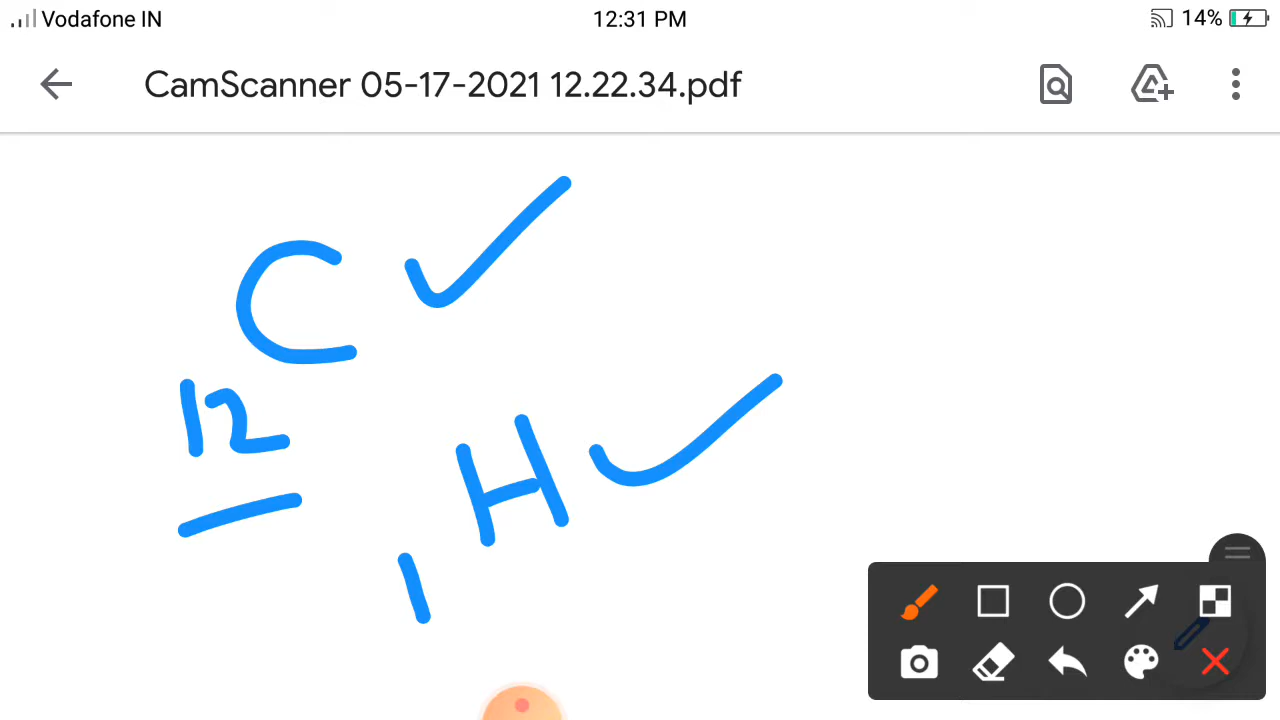 Vodafone IN 12:31 PM 14%
CamScanner 05-17-2021 12.22.34.pdf
C
12
H
1